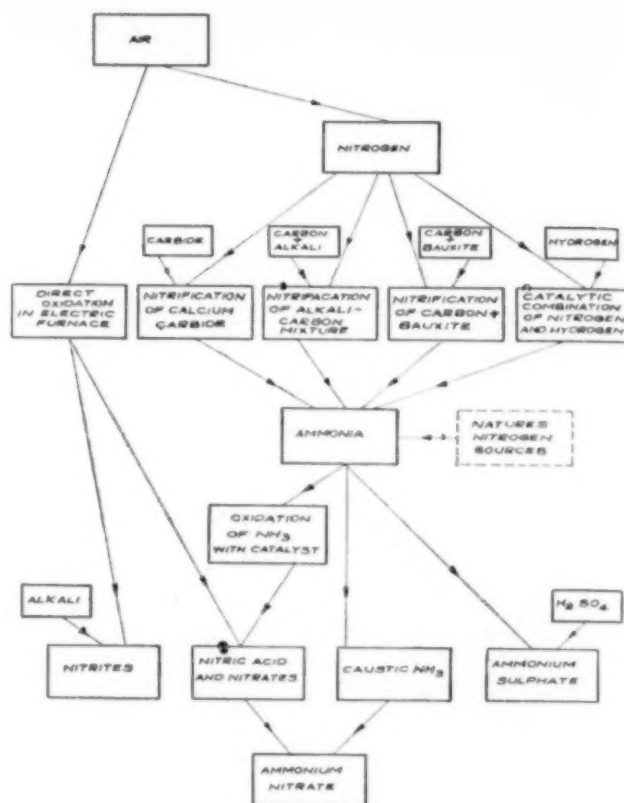 AIR
NITROGEN
CARBIDE
CARBON
+
ALKALI
CARBON
+
BAUXITE
HYDROGEN
DIRECT
OXIDATION
IN ELECTRIC
FURNACE
NITRIFICATION
OF CALCIUM
CARBIDE
NITRIFACATION
OF ALKALI-
CARBON
MIXTURE
NITRIFICATION
OF CARBON +
BAUXITE
CATALYTIC
COMBINATION
OF NITROGEN
AND HYDROGEN
AMMONIA
NATURES
NITROGEN
SOURCES
OXIDATION
OF NH3
WITH CATALYST
ALKALI
H2 SO4
NITRITES
NITRIC ACID
AND NITRATES
CAUSTIC NH3
AMMONIUM
SULPHATE
AMMONIUM
NITRATE